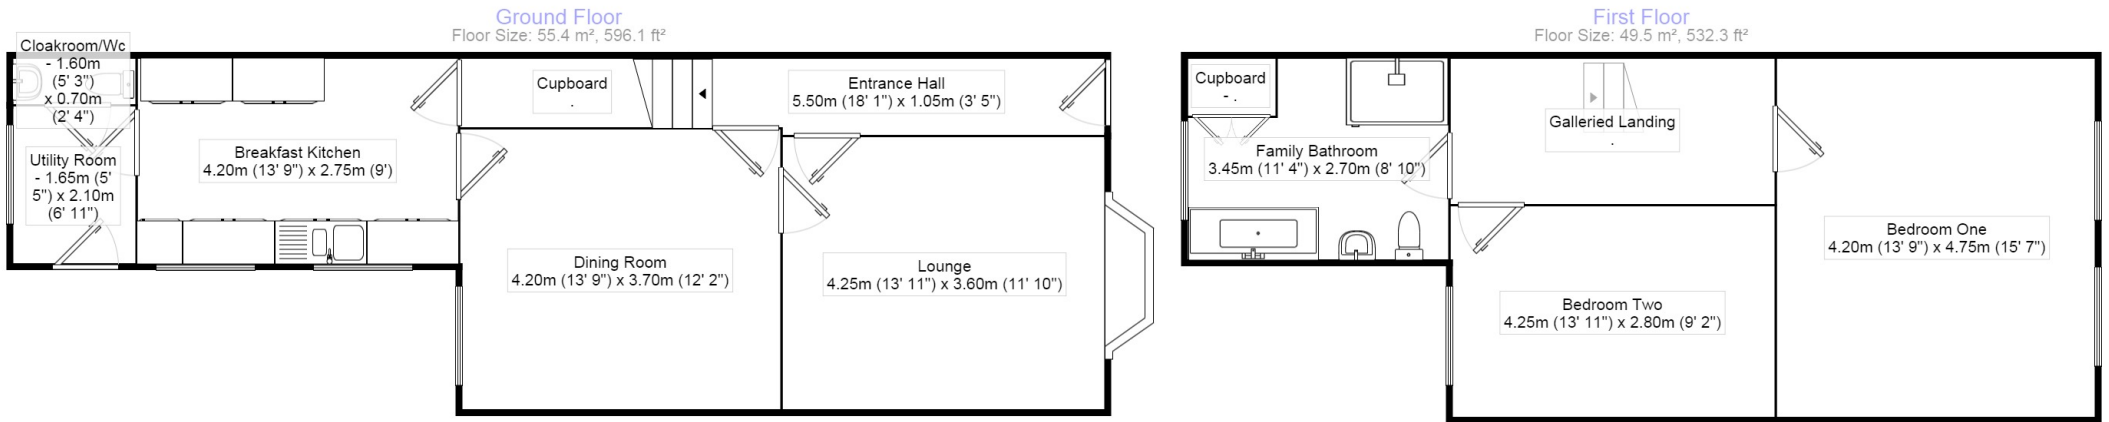 Ground Floor
Floor Size: 55.4 m², 596.1 ft²
Cloakroom/Wc
- 1.60m
(5' 3")
x 0.70m
(2' 4")
Utility Room
- 1.65m (5'
5") x 2.10m
(6' 11")
Breakfast Kitchen
4.20m (13' 9") x 2.75m (9')
Cupboard
.
Entrance Hall
5.50m (18' 1") x 1.05m (3' 5")
Dining Room
4.20m (13' 9") x 3.70m (12' 2")
Lounge
4.25m (13' 11") x 3.60m (11' 10")
First Floor
Floor Size: 49.5 m², 532.3 ft²
Cupboard
- .
Family Bathroom
3.45m (11' 4") x 2.70m (8' 10")
Galleried Landing
.
Bedroom One
4.20m (13' 9") x 4.75m (15' 7")
Bedroom Two
4.25m (13' 11") x 2.80m (9' 2")